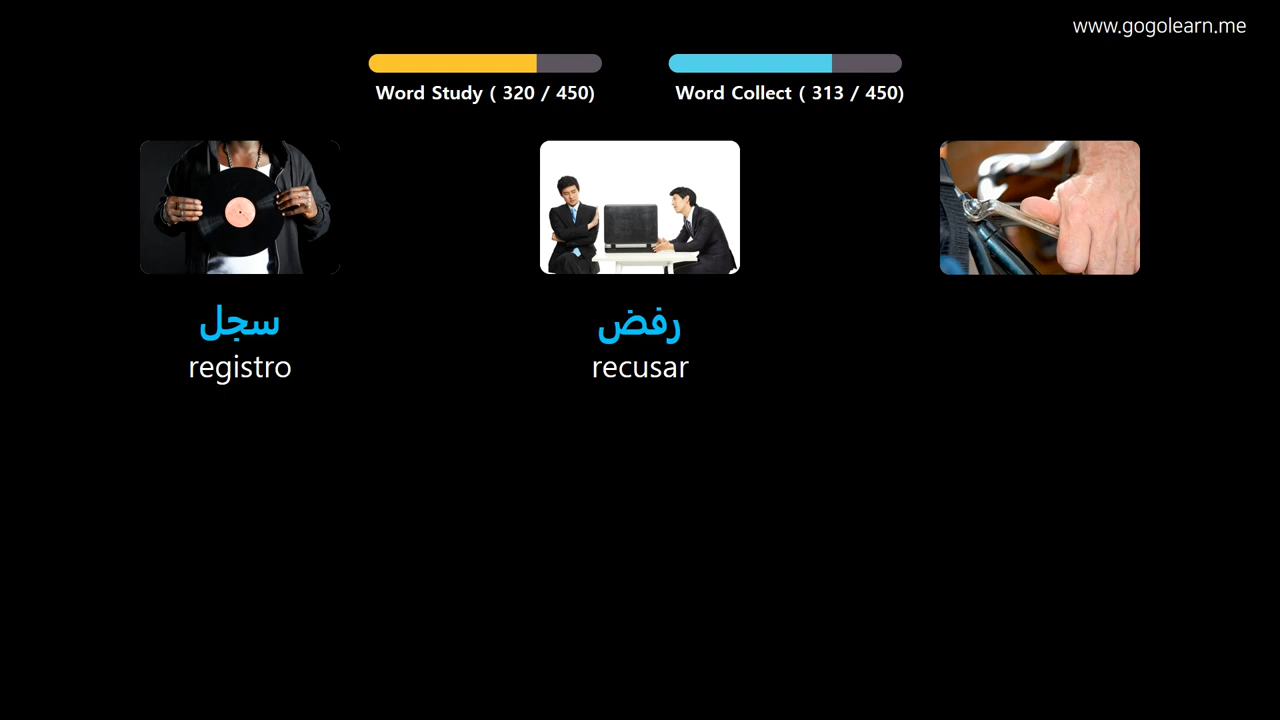 www.gogolearn.me
Word Study ( 320 / 450)
Word Collect ( 313 / 450)
سجل
registro
رفض
recusar